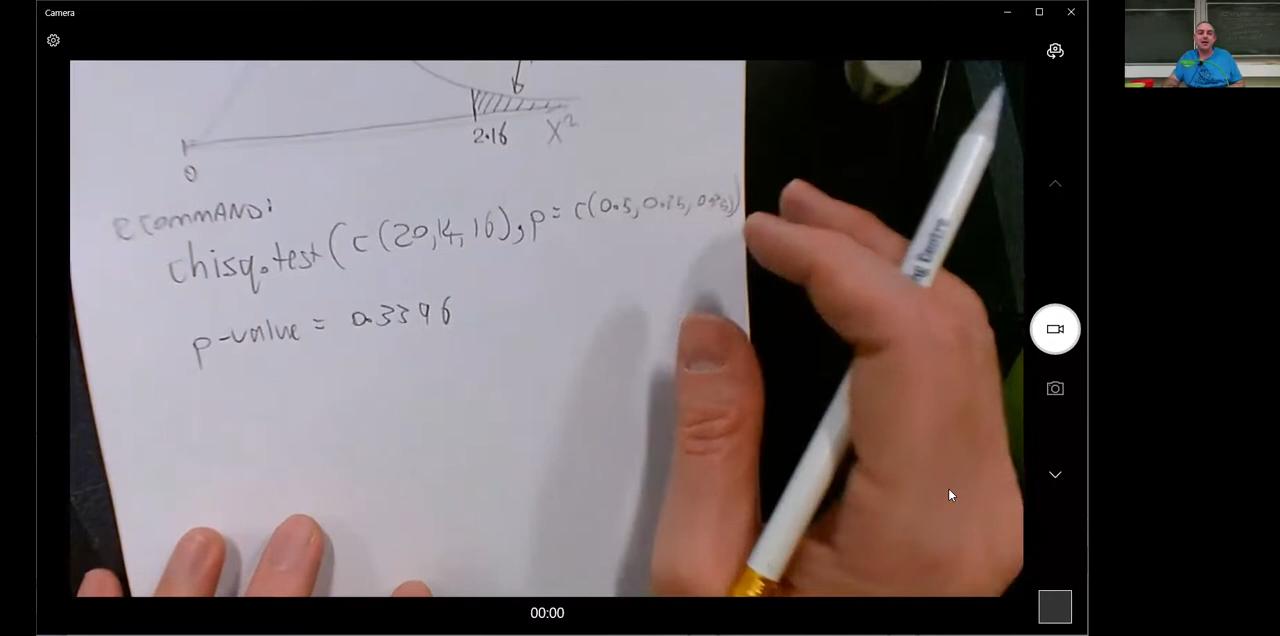 Camera
2.16 X²
0
R COMMAND:
chisq.test(c(20,14,16), p = c(0.5, 0.25, 0.25))
p-value = 0.3396
00:00